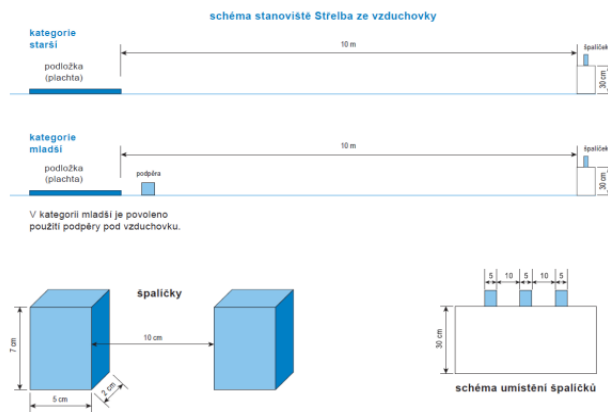 schéma stanoviště Střelba ze vzduchovky
kategorie
starší
10 m
špalíček
podložka
(plachta)
30 cm
kategorie
mladší
10 m
špalíček
podložka
(plachta)
podpěra
30 cm
V kategorii mladší je povoleno
použití podpěry pod vzduchovku.
špalíčky
5 10 5 10 5
7 cm
10 cm
30 cm
2 cm
5 cm
schéma umístění špalíčků